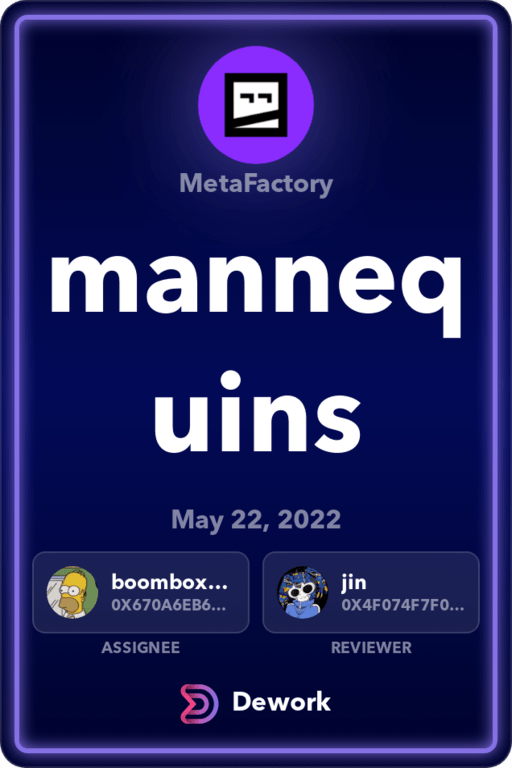 MetaFactory
manneq
uins
May 22, 2022
boombox...
0X670A6EB6...
ASSIGNEE
jin
0X4F074F7F0...
REVIEWER
Dework